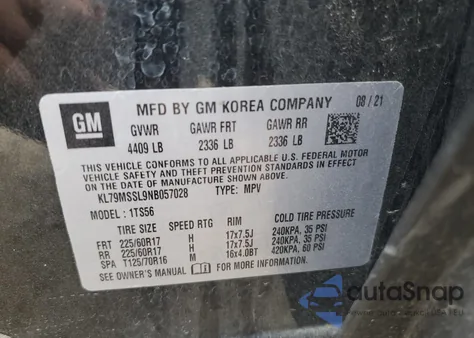 GM
MFD BY GM KOREA COMPANY 08/21
GVWR GAWR FRT GAWR RR
4409 LB 2336 LB 2336 LB
THIS VEHICLE CONFORMS TO ALL APPLICABLE U.S. FEDERAL MOTOR
VEHICLE SAFETY AND THEFT PREVENTION STANDARDS IN EFFECT ON THE
DATE OF MANUFACTURE SHOWN ABOVE.
KL79MSSL9NB057028 TYPE: MPV
MODEL: 1TS56
TIRE SIZE SPEED RTG RIM COLD TIRE PRESSURE
FRT 225/60R17 H 17x7.5J 240KPA, 35 PSI
RR 225/60R17 H 17x7.5J 240KPA, 35 PSI
SPA T125/70R16 M 16x4.0BT 420KPA, 60 PSI
SEE OWNER'S MANUAL FOR MORE INFORMATION.
autoSnap